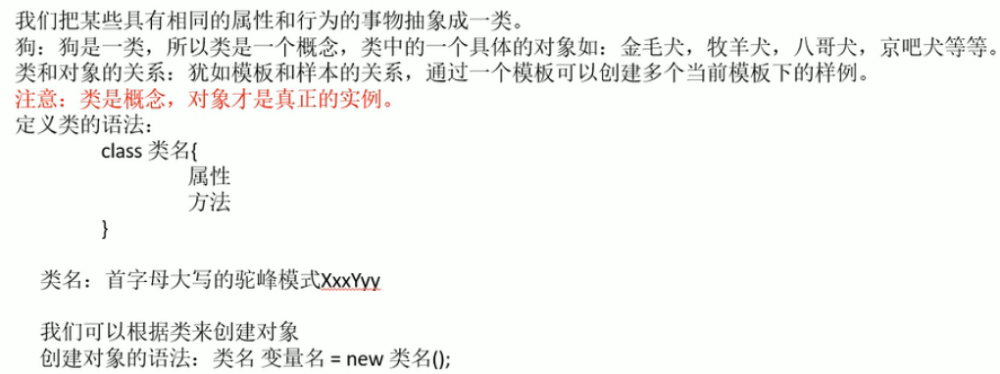 我们把某些具有相同的属性和行为的事物抽象成一类。
狗：狗是一类，所以类是一个概念，类中的一个具体的对象如：金毛犬，牧羊犬，八哥犬，京吧犬等等。
类和对象的关系：犹如模板和样本的关系，通过一个模板可以创建多个当前模板下的样例。
注意：类是概念，对象才是真正的实例。
定义类的语法：
class 类名{
属性
方法
}
类名：首字母大写的驼峰模式XxxYyy
我们可以根据类来创建对象
创建对象的语法：类名 变量名 = new 类名();